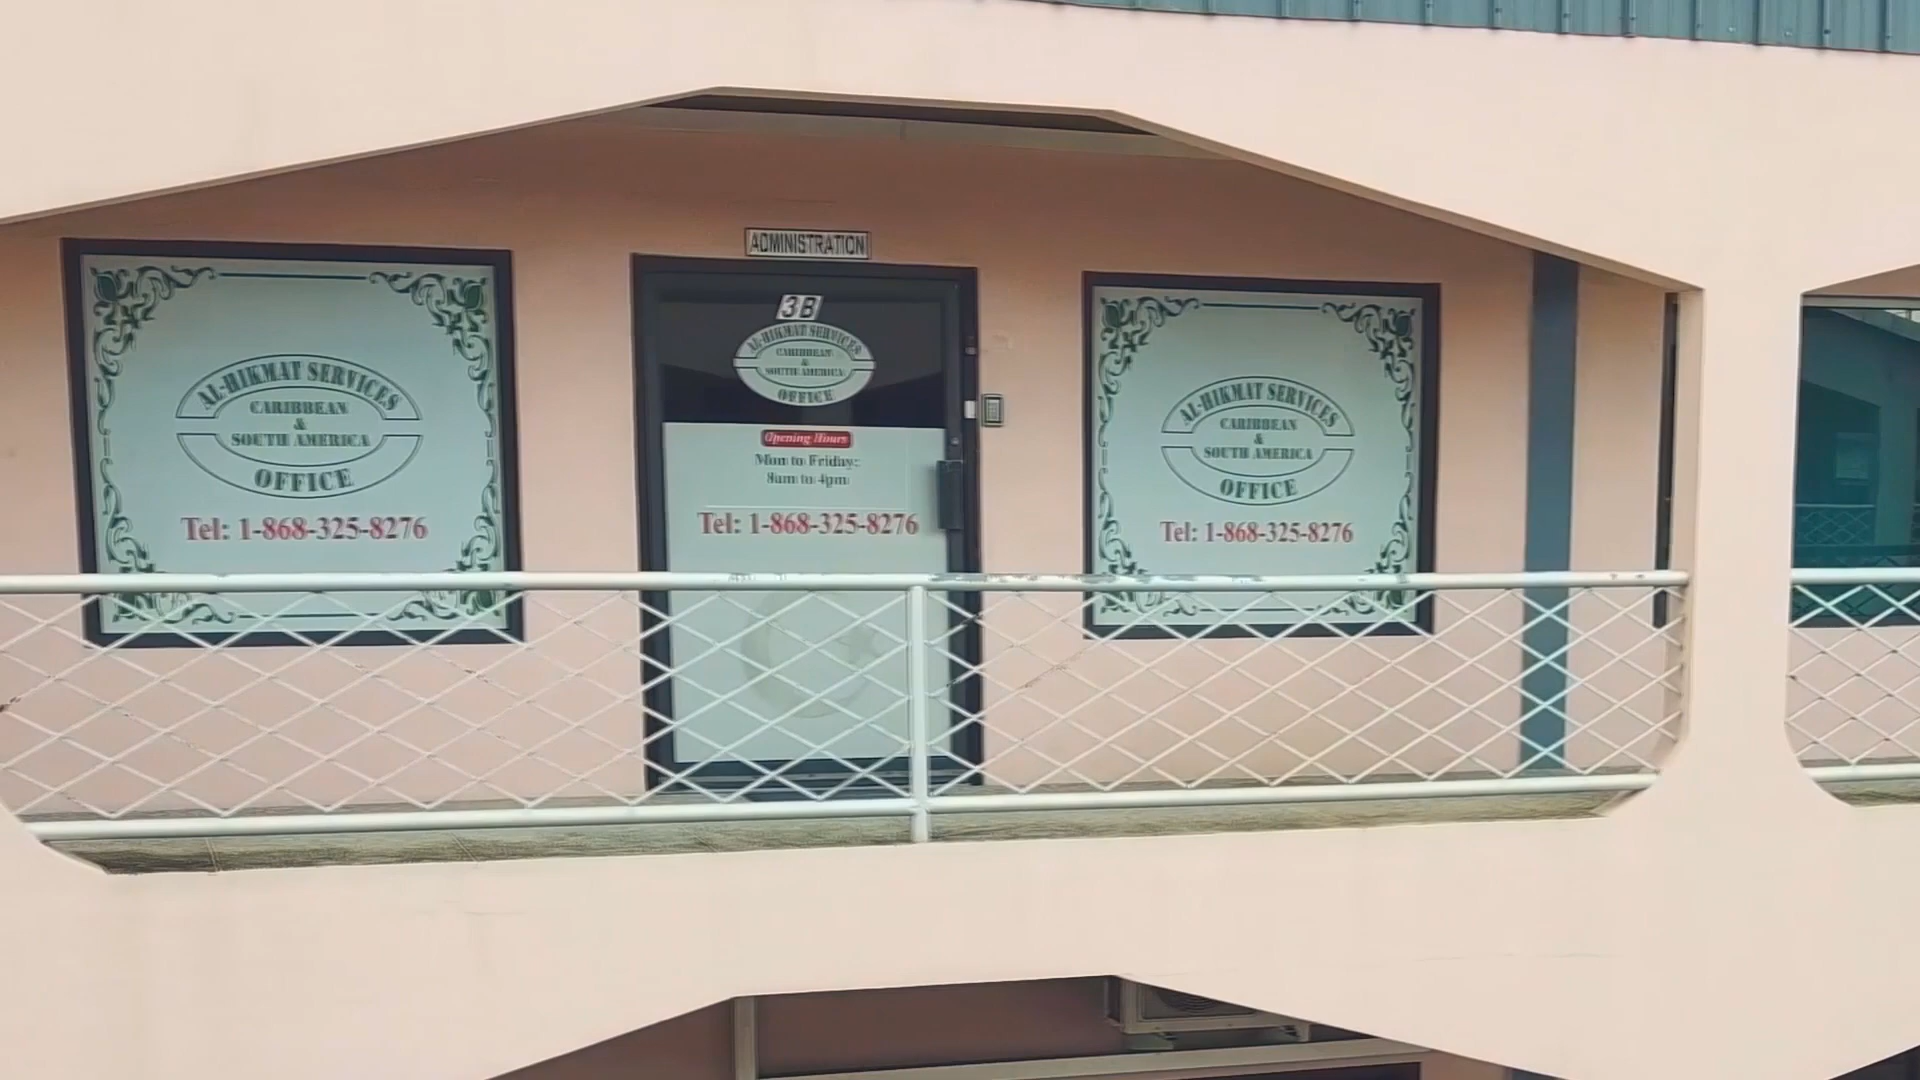 ADMINISTRATION
AL-HIKMAT SERVICES
CARIBBEAN
&
SOUTH AMERICA
OFFICE
Tel: 1-868-325-8276
3B
AL-HIKMAT SERVICES
CARIBBEAN
&
SOUTH AMERICA
OFFICE
Opening Hours
Mon to Friday:
8am to 4pm
Tel: 1-868-325-8276
AL-HIKMAT SERVICES
CARIBBEAN
&
SOUTH AMERICA
OFFICE
Tel: 1-868-325-8276